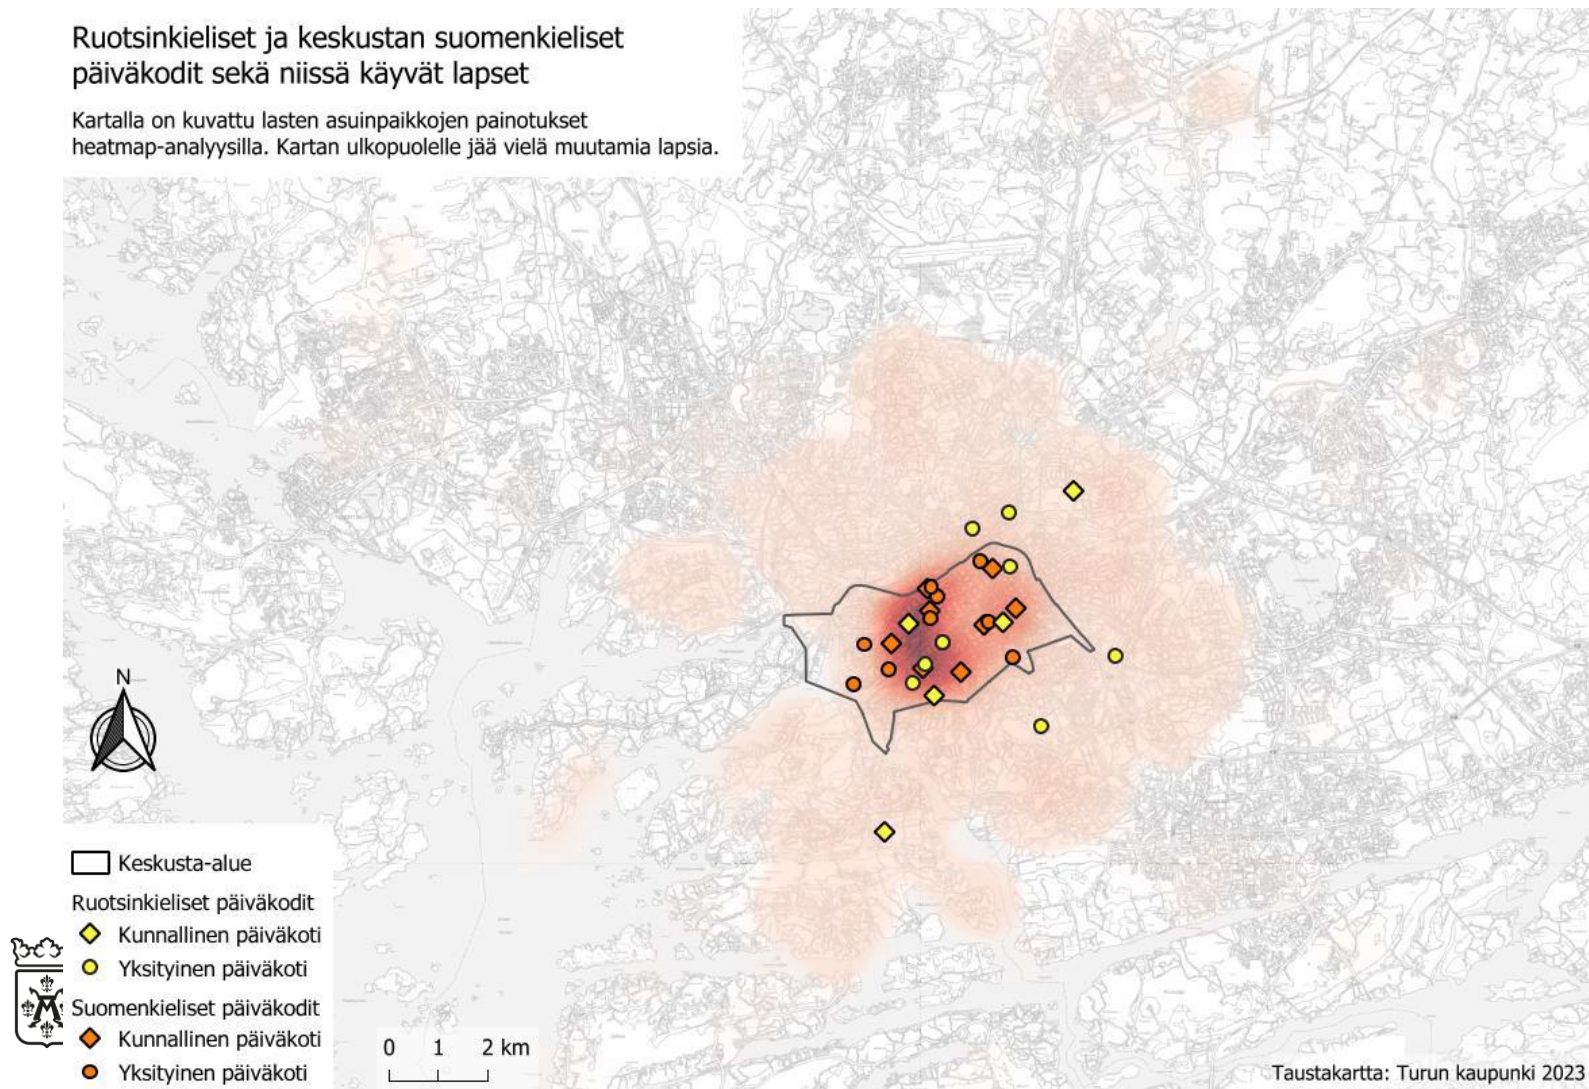 Ruotsinkieliset ja keskustan suomenkieliset
päiväkodit sekä niissä käyvät lapset
Kartalla on kuvattu lasten asuinpaikkojen painotukset
heatmap-analyysilla. Kartan ulkopuolelle jää vielä muutamia lapsia.
N
Keskusta-alue
Ruotsinkieliset päiväkodit
Kunnallinen päiväkoti
Yksityinen päiväkoti
Suomenkieliset päiväkodit
Kunnallinen päiväkoti
Yksityinen päiväkoti
0 1 2 km
Taustakartta: Turun kaupunki 2023